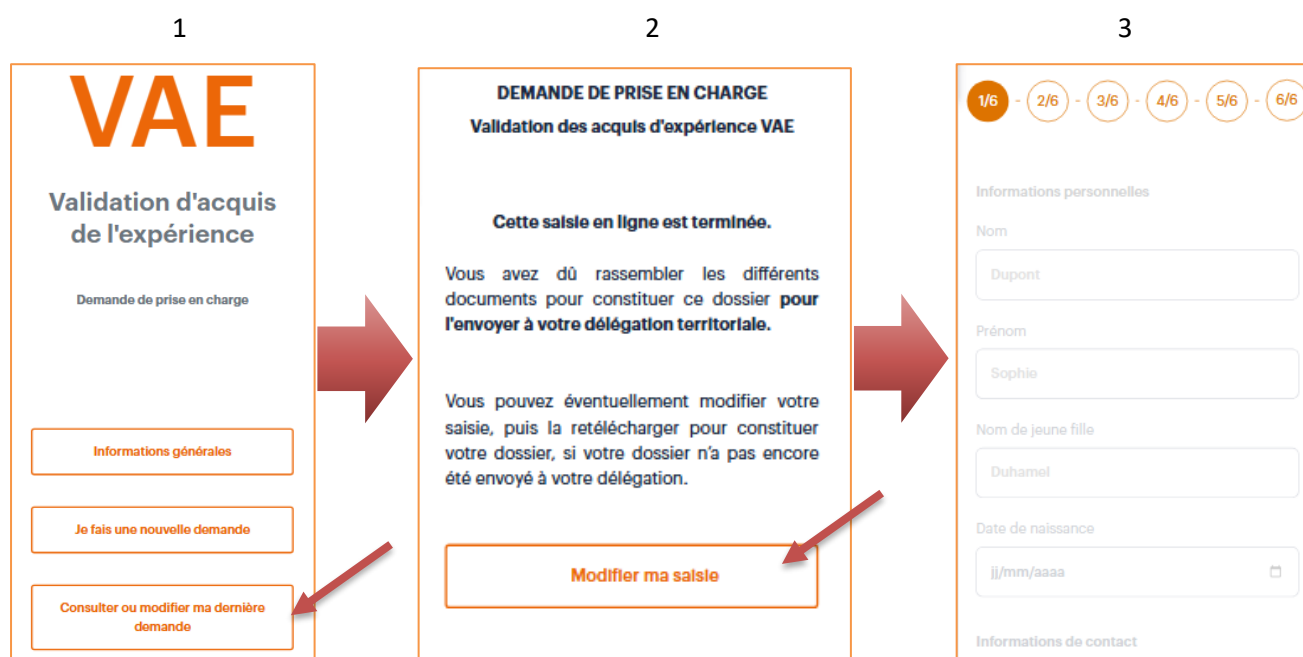 1
2
3
VAE
Validation d'acquis
de l'expérience
Demande de prise en charge
Informations générales
Je fais une nouvelle demande
Consulter ou modifier ma dernière
demande
DEMANDE DE PRISE EN CHARGE
Validation des acquis d'expérience VAE
Cette saisie en ligne est terminée.
Vous avez dû rassembler les différents
documents pour constituer ce dossier pour
l'envoyer à votre délégation territoriale.
Vous pouvez éventuellement modifier votre
saisie, puis la retélécharger pour constituer
votre dossier, si votre dossier n'a pas encore
été envoyé à votre délégation.
Modifier ma saisie
1/6 - 2/6 - 3/6 - 4/6 - 5/6 - 6/6
Informations personnelles
Nom
Dupont
Prénom
Sophie
Nom de jeune fille
Duhamel
Date de naissance
jj/mm/aaaa
Informations de contact